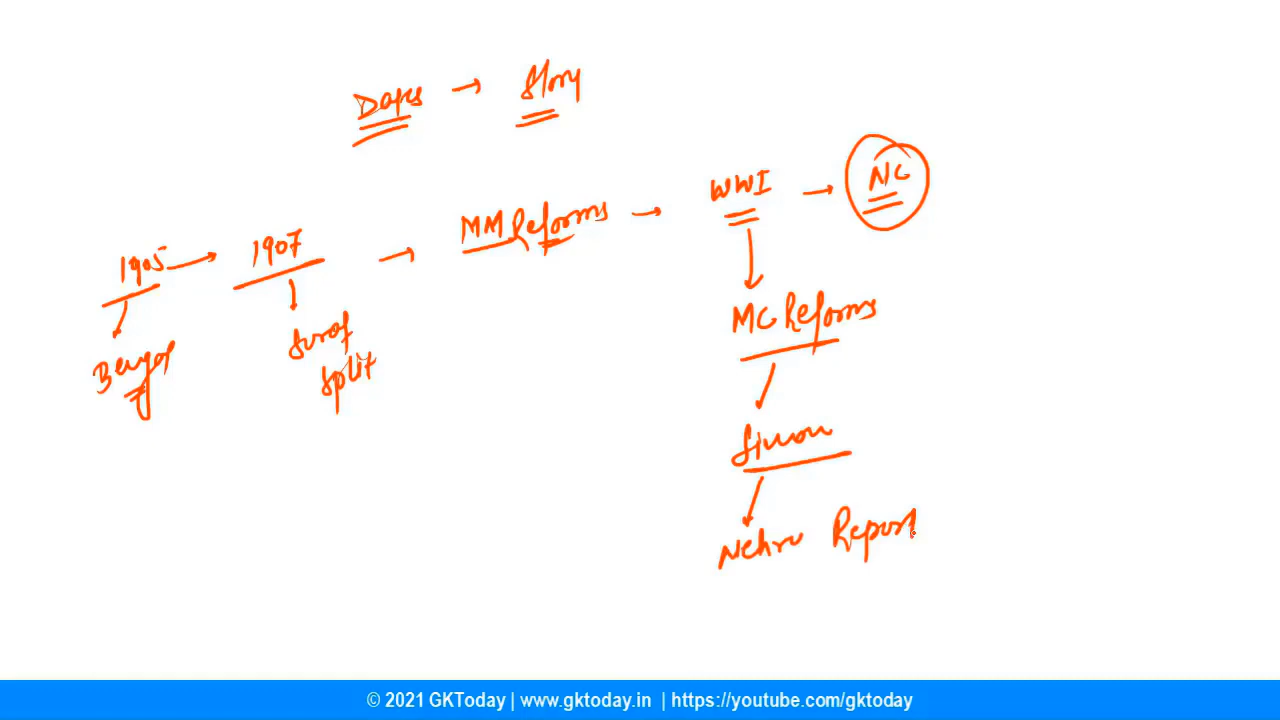 Dates → Story
1905 → 1907 → MM Reforms → WWI → NC
Bengal
Surat
Split
MC Reforms
Simon
Nehru Report
© 2021 GKToday | www.gktoday.in | https://youtube.com/gktoday